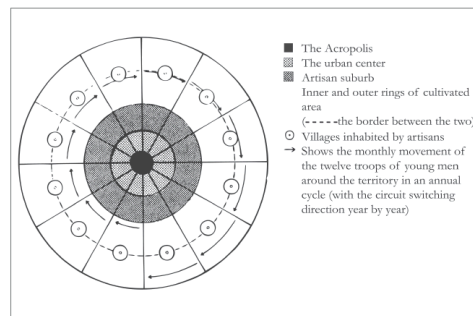 The Acropolis
The urban center
Artisan suburb
Inner and outer rings of cultivated
area
(-----the border between the two)
Villages inhabited by artisans
Shows the monthly movement of
the twelve troops of young men
around the territory in an annual
cycle (with the circuit switching
direction year by year)